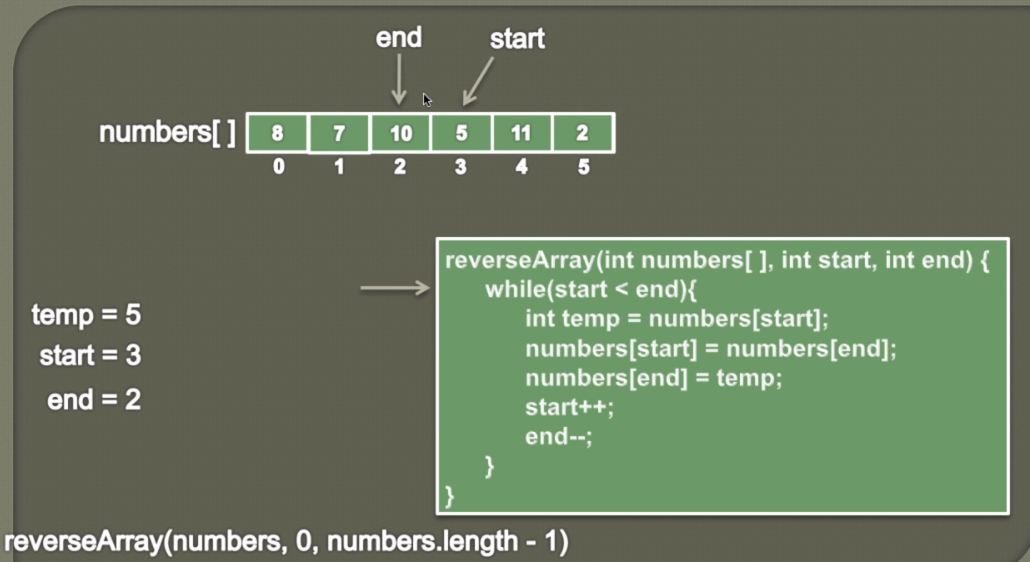 end start
numbers[ ] 8 7 10 5 11 2
0 1 2 3 4 5
reverseArray(int numbers[ ], int start, int end) {
while(start < end){
int temp = numbers[start];
numbers[start] = numbers[end];
numbers[end] = temp;
start++;
end--;
}
}
temp = 5
start = 3
end = 2
reverseArray(numbers, 0, numbers.length - 1)